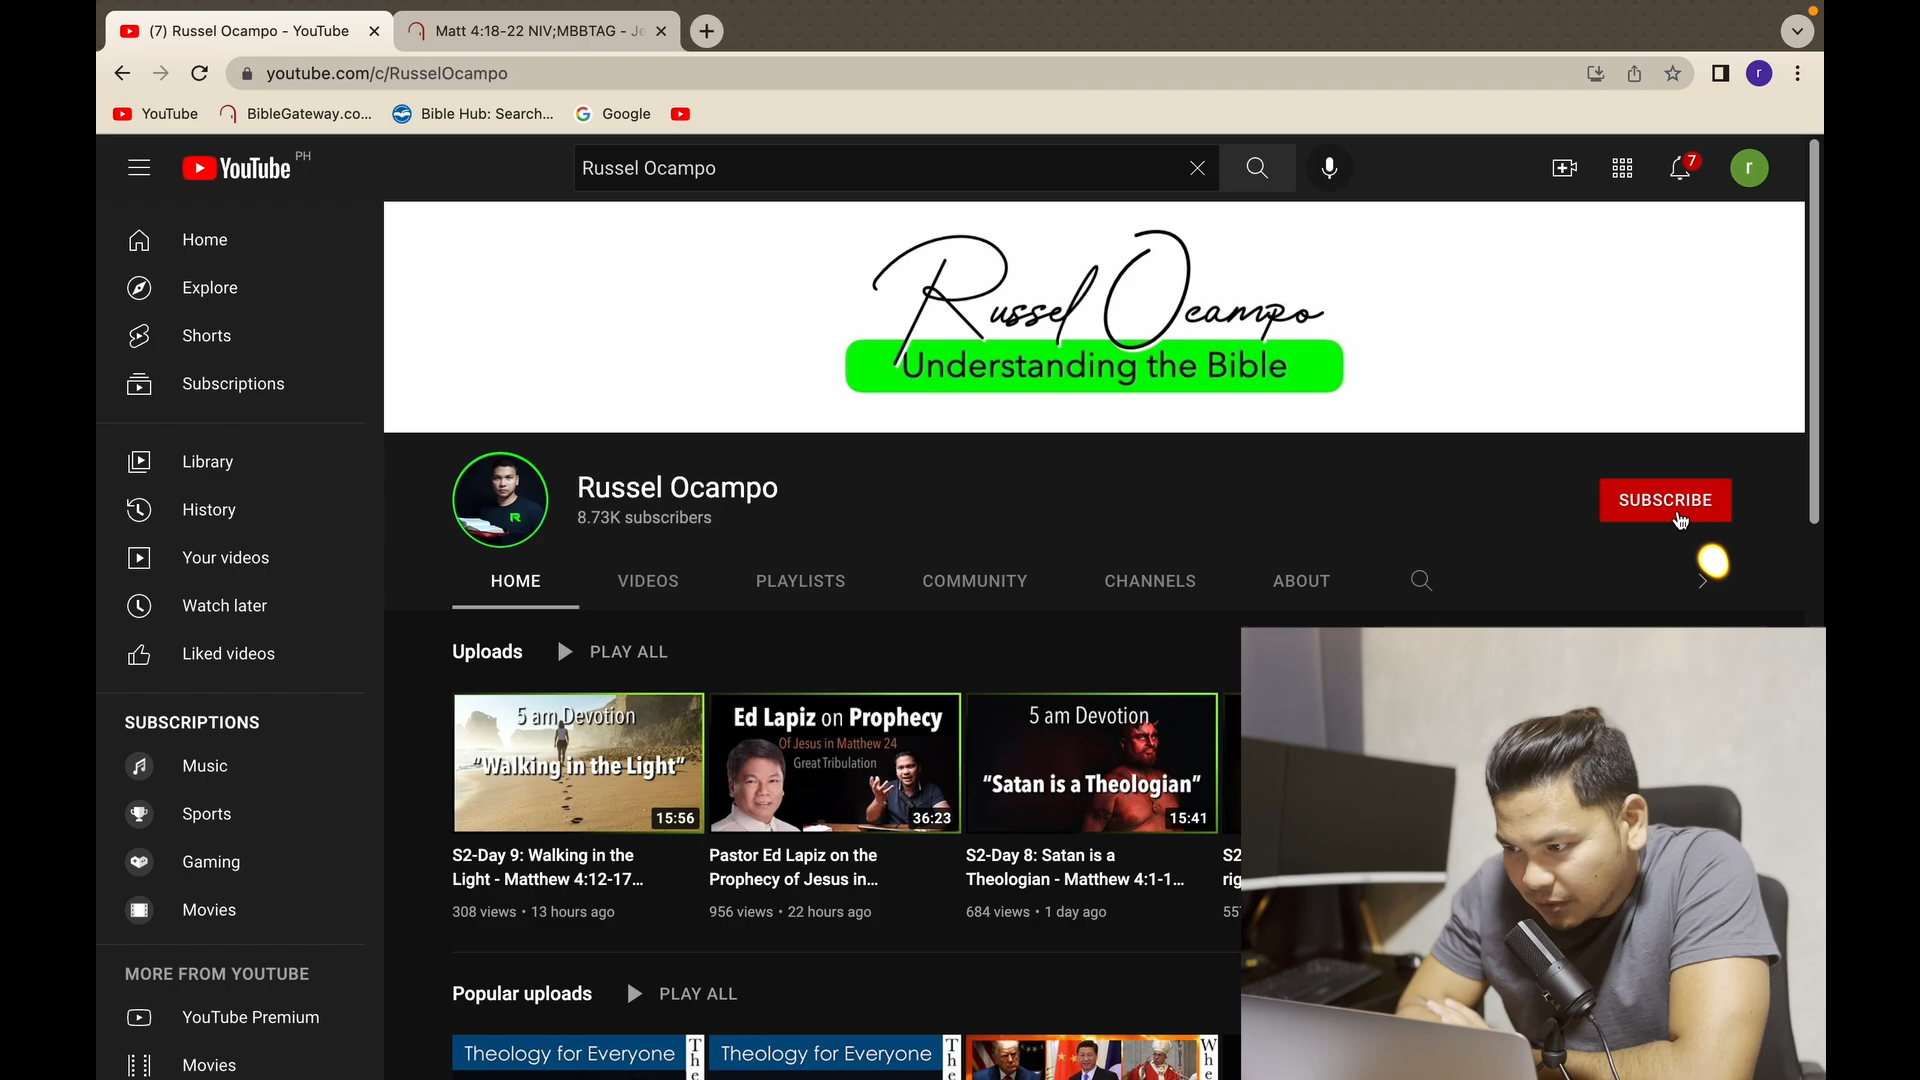 (7) Russel Ocampo - YouTube
Matt 4:18-22 NIV;MBBTAG - Je
youtube.com/c/RusselOcampo
r
YouTube
BibleGateway.co...
Bible Hub: Search...
Google
YouTube PH
Russel Ocampo
7
r
Home
Explore
Shorts
Subscriptions
Library
History
Your videos
Watch later
Liked videos
SUBSCRIPTIONS
Music
Sports
Gaming
Movies
MORE FROM YOUTUBE
YouTube Premium
Movies
Russel Ocampo
Understanding the Bible
Russel Ocampo
8.73K subscribers
SUBSCRIBE
HOME
VIDEOS
PLAYLISTS
COMMUNITY
CHANNELS
ABOUT
Uploads
PLAY ALL
5 am Devotion
"Walking in the Light"
15:56
S2-Day 9: Walking in the
Light - Matthew 4:12-17...
308 views • 13 hours ago
Ed Lapiz on Prophecy
Of Jesus in Matthew 24
Great Tribulation
36:23
Pastor Ed Lapiz on the
Prophecy of Jesus in...
956 views • 22 hours ago
5 am Devotion
"Satan is a Theologian"
15:41
S2-Day 8: Satan is a
Theologian - Matthew 4:1-1...
684 views • 1 day ago
S2
rig
557
Popular uploads
PLAY ALL
Theology for Everyone
The
Theology for Everyone
The
Whe